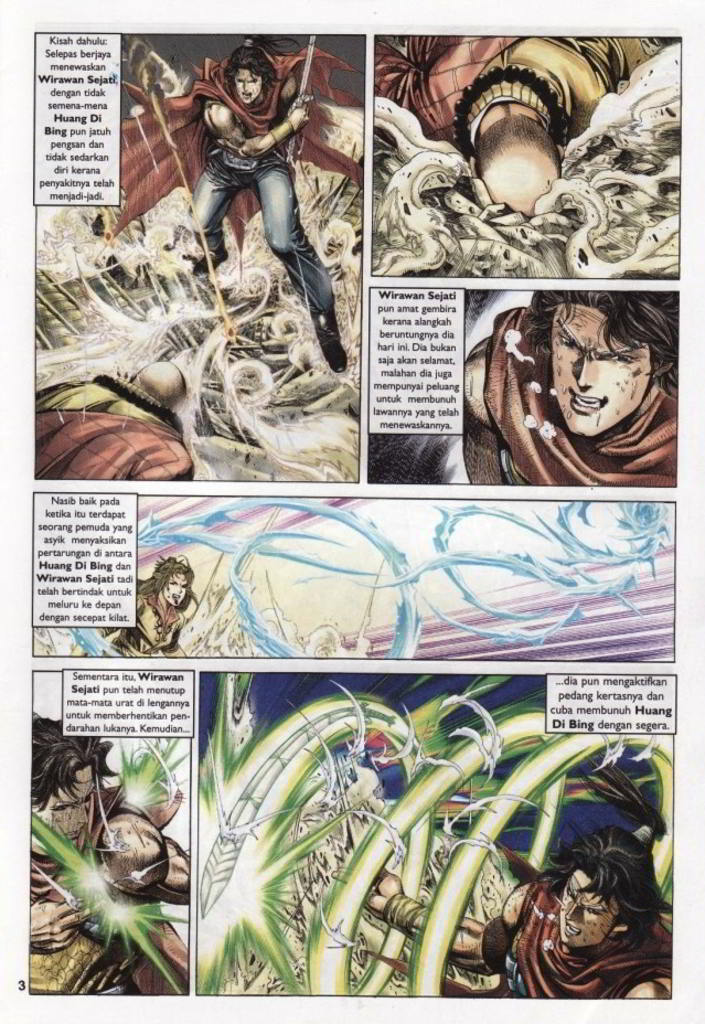 Kisah dahulu:
Selepas berjaya
menewaskan
Wirawan Sejati,
dengan tidak
semena-mena
Huang Di
Bing pun jatuh
pengsan dan
tidak sedarkan
diri kerana
penyakitnya telah
menjadi-jadi.
Wirawan Sejati
pun amat gembira
kerana alangkah
beruntungnya dia
hari ini. Dia bukan
saja akan selamat,
malahan dia juga
mempunyai peluang
untuk membunuh
lawannya yang telah
menewaskannya.
Nasib baik pada
ketika itu terdapat
seorang pemuda yang
asyik menyaksikan
pertarungan di antara
Huang Di Bing dan
Wirawan Sejati tadi
telah bertindak untuk
meluru ke depan
dengan secepat kilat.
Sementara itu, Wirawan
Sejati pun telah menutup
mata-mata urat di lengannya
untuk memberhentikan pen-
darahan lukanya. Kemudian...
...dia pun mengaktifkan
pedang kertasnya dan
cuba membunuh Huang
Di Bing dengan segera.
3